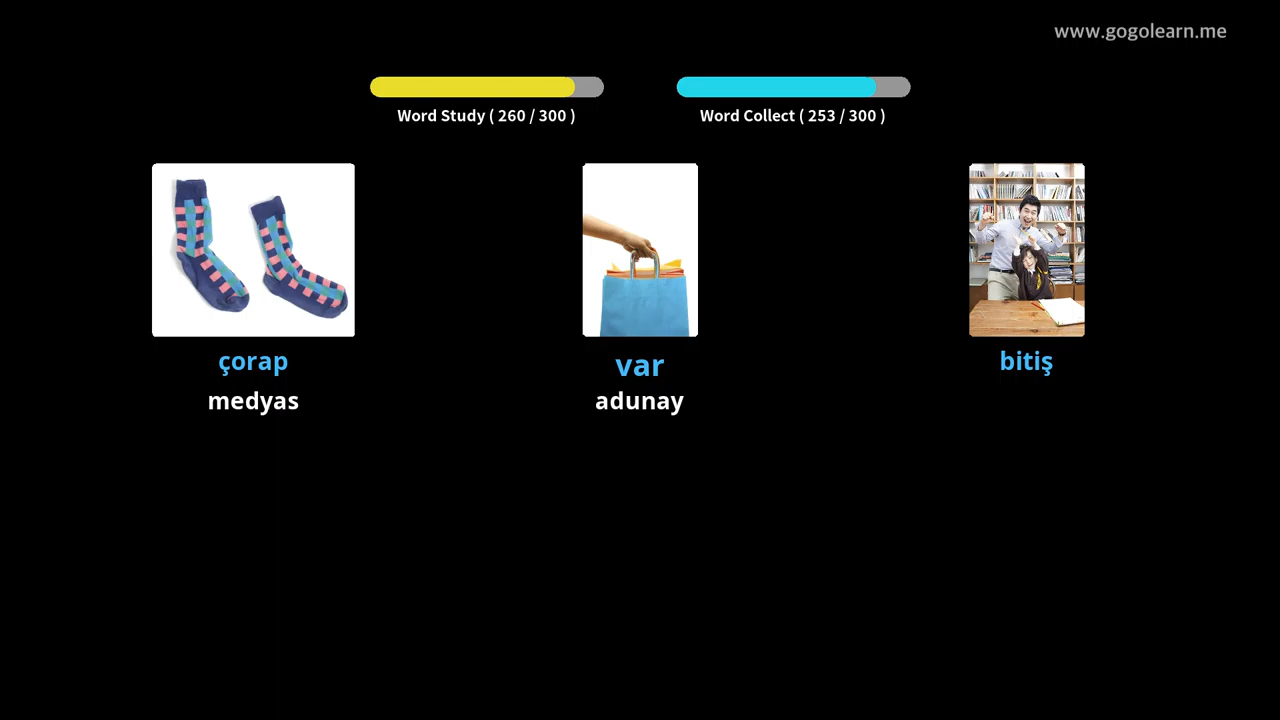 www.gogolearn.me
Word Study ( 260 / 300 )
Word Collect ( 253 / 300 )
çorap
medyas
var
adunay
bitiş